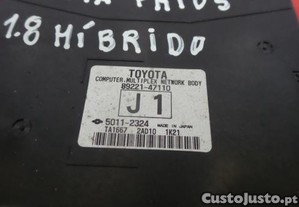 PRIUS
1.8 HÍBRIDO
TOYOTA
COMPUTER-MULTIPLEX NETWORK BODY
89221-47110
J1
5011-2324
MADE IN JAPAN
TA1667 2AD10 1K21
CustoJusto.pt